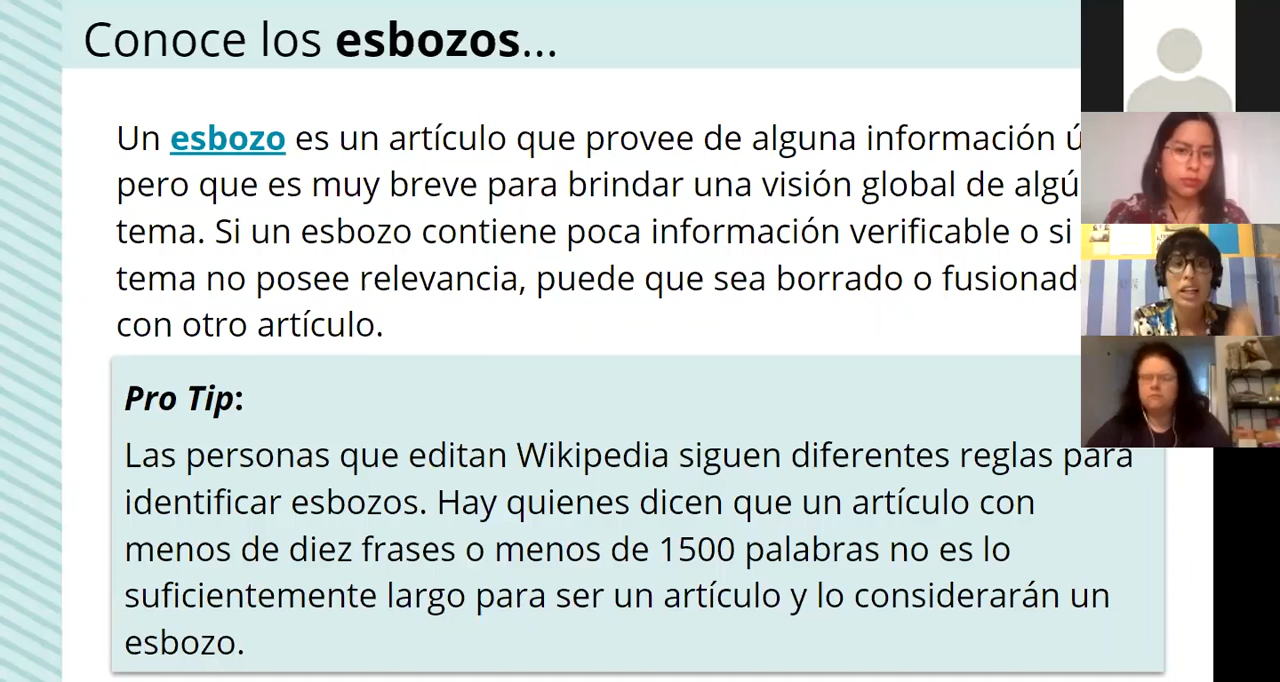 Conoce los esbozos...
Un esbozo es un artículo que provee de alguna información
pero que es muy breve para brindar una visión global de
tema. Si un esbozo contiene poca información verificable o si
tema no posee relevancia, puede que sea borrado o
con otro artículo.
Pro Tip:
Las personas que editan Wikipedia siguen diferentes reglas para
identificar esbozos. Hay quienes dicen que un artículo con
menos de diez frases o menos de 1500 palabras no es lo
suficientemente largo para ser un artículo y lo considerarán un
esbozo.